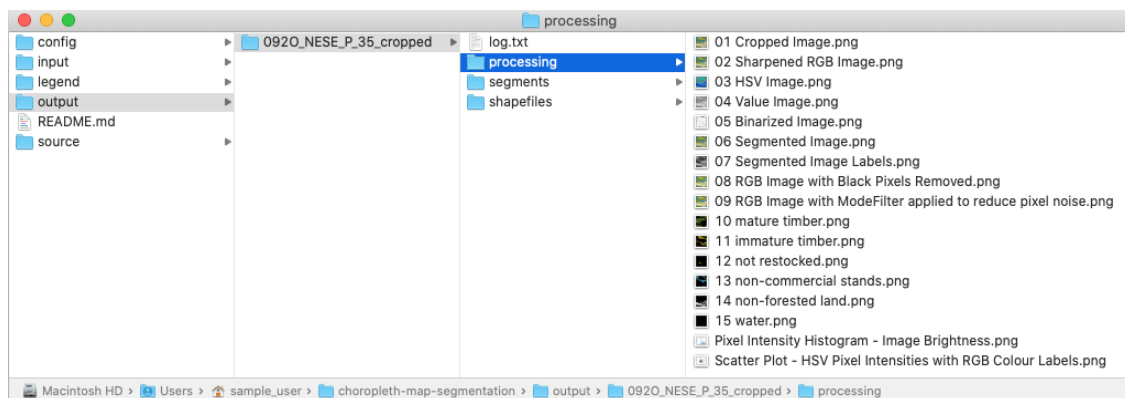 processing
config
input
legend
output
README.md
source
092O_NESE_P_35_cropped
log.txt
processing
segments
shapefiles
01 Cropped Image.png
02 Sharpened RGB Image.png
03 HSV Image.png
04 Value Image.png
05 Binarized Image.png
06 Segmented Image.png
07 Segmented Image Labels.png
08 RGB Image with Black Pixels Removed.png
09 RGB Image with ModeFilter applied to reduce pixel noise.png
10 mature timber.png
11 immature timber.png
12 not restocked.png
13 non-commercial stands.png
14 non-forested land.png
15 water.png
Pixel Intensity Histogram - Image Brightness.png
Scatter Plot - HSV Pixel Intensities with RGB Colour Labels.png
Macintosh HD › Users › sample_user › choropleth-map-segmentation › output › 092O_NESE_P_35_cropped › processing